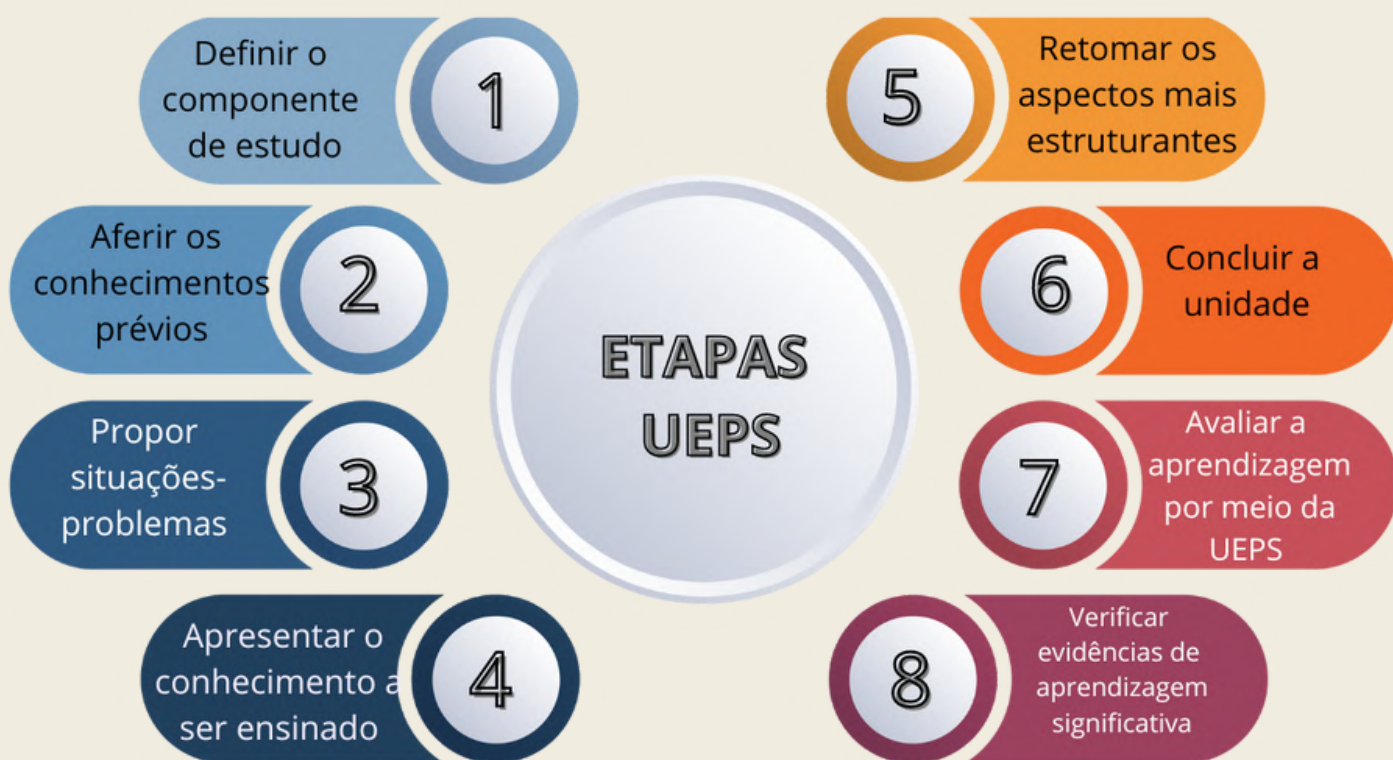 Definir o
componente
de estudo
1
Aferir os
conhecimentos
prévios
2
Propor
situações-
problemas
3
Apresentar o
conhecimento a
ser ensinado
4
ETAPAS
UEPS
5
Retomar os
aspectos mais
estruturantes
6
Concluir a
unidade
7
Avaliar a
aprendizagem
por meio da
UEPS
8
Verificar
evidências de
aprendizagem
significativa